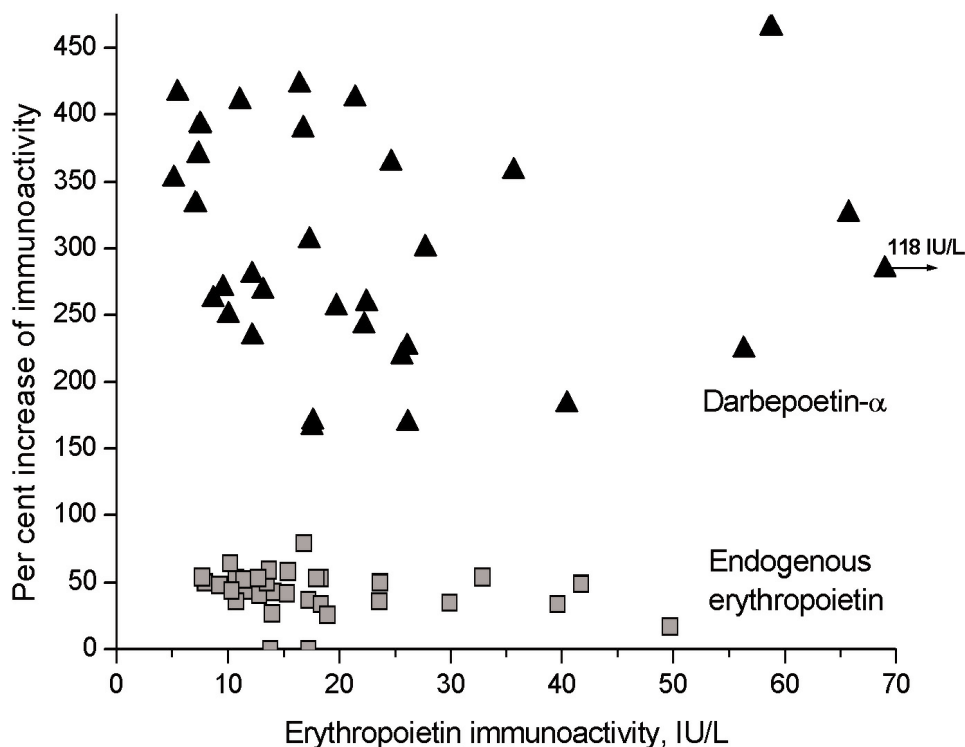 Per cent increase of immunoactivity
450
400
350
300
250
200
150
100
50
0
118 IU/L
Darbepoetin-α
Endogenous
erythropoietin
0 10 20 30 40 50 60 70
Erythropoietin immunoactivity, IU/L